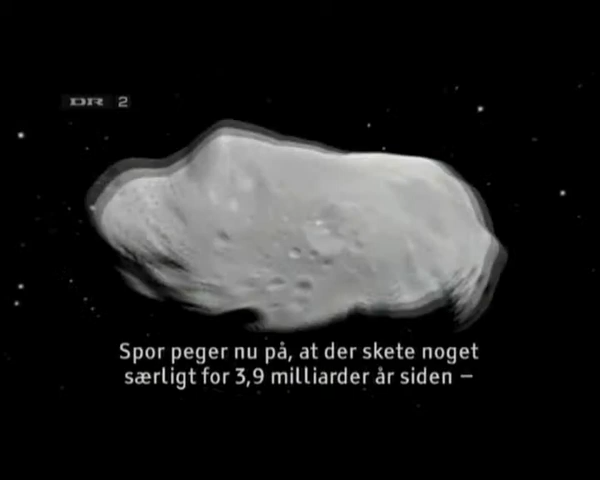 DR 2
Spor peger nu på, at der skete noget
særligt for 3,9 milliarder år siden –